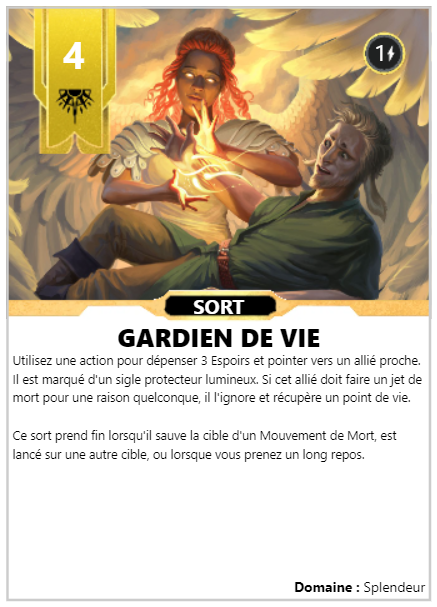 4
1
SORT
GARDIEN DE VIE
Utilisez une action pour dépenser 3 Espoirs et pointer vers un allié proche.
Il est marqué d'un sigle protecteur lumineux. Si cet allié doit faire un jet de
mort pour une raison quelconque, il l'ignore et récupère un point de vie.
Ce sort prend fin lorsqu'il sauve la cible d'un Mouvement de Mort, est
lancé sur une autre cible, ou lorsque vous prenez un long repos.
Domaine : Splendeur